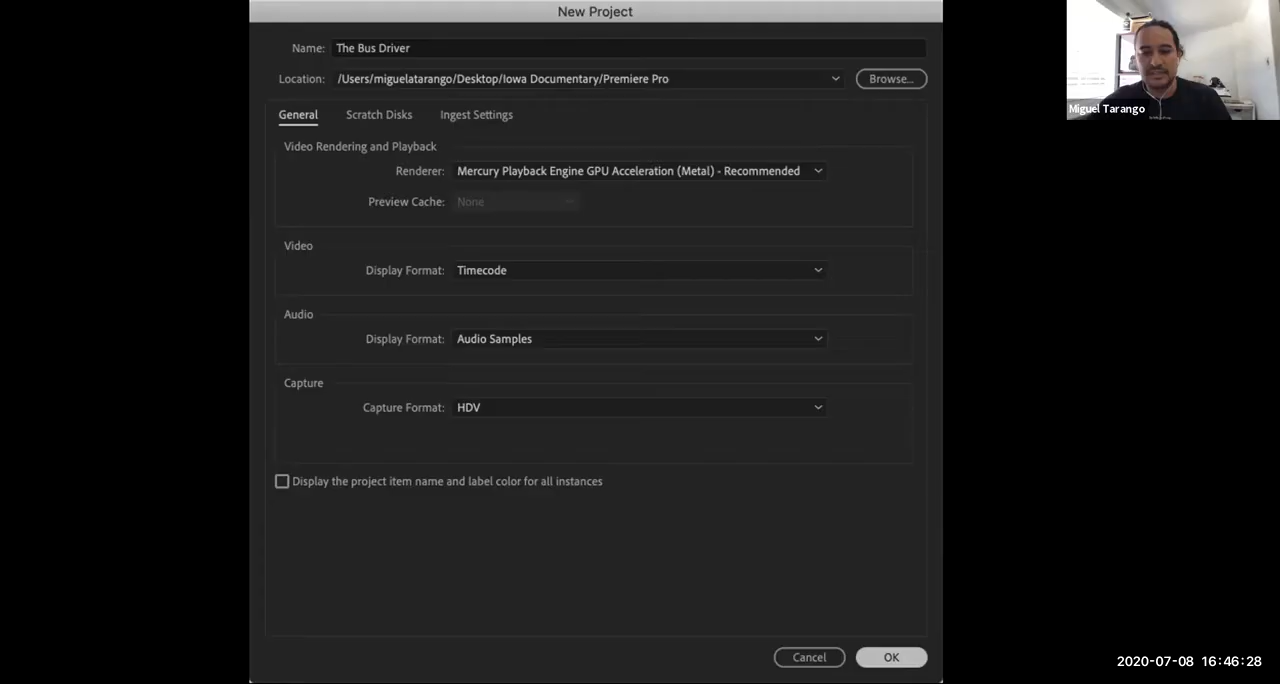 New Project
Name: The Bus Driver
Location: /Users/miguelatarango/Desktop/Iowa Documentary/Premiere Pro Browse...
General Scratch Disks Ingest Settings
Video Rendering and Playback
Renderer: Mercury Playback Engine GPU Acceleration (Metal) - Recommended
Preview Cache: None
Video
Display Format: Timecode
Audio
Display Format: Audio Samples
Capture
Capture Format: HDV
Display the project item name and label color for all instances
Cancel OK
Miguel Tarango
2020-07-08 16:46:28